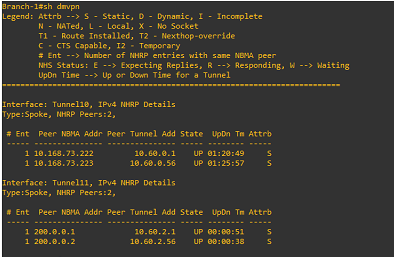 Branch-1#sh dmvpn
Legend: Attrb --> S - Static, D - Dynamic, I - Incomplete
N - NATed, L - Local, X - No Socket
T1 - Route Installed, T2 - Nexthop-override
C - CTS Capable, I2 - Temporary
# Ent --> Number of NHRP entries with same NBMA peer
NHS Status: E --> Expecting Replies, R --> Responding, W --> Waiting
UpDn Time --> Up or Down Time for a Tunnel
==========================================================================
Interface: Tunnel10, IPv4 NHRP Details
Type:Spoke, NHRP Peers:2,
# Ent  Peer NBMA Addr Peer Tunnel Add State  UpDn Tm Attrb
----- --------------- --------------- ----- -------- -----
1 10.168.73.222       10.60.0.1    UP 01:20:49     S
1 10.168.73.223      10.60.0.56    UP 01:25:57     S
Interface: Tunnel11, IPv4 NHRP Details
Type:Spoke, NHRP Peers:2,
# Ent  Peer NBMA Addr Peer Tunnel Add State  UpDn Tm Attrb
----- --------------- --------------- ----- -------- -----
1 200.0.0.1           10.60.2.1    UP 00:00:51     S
1 200.0.0.2          10.60.2.56    UP 00:00:38     S